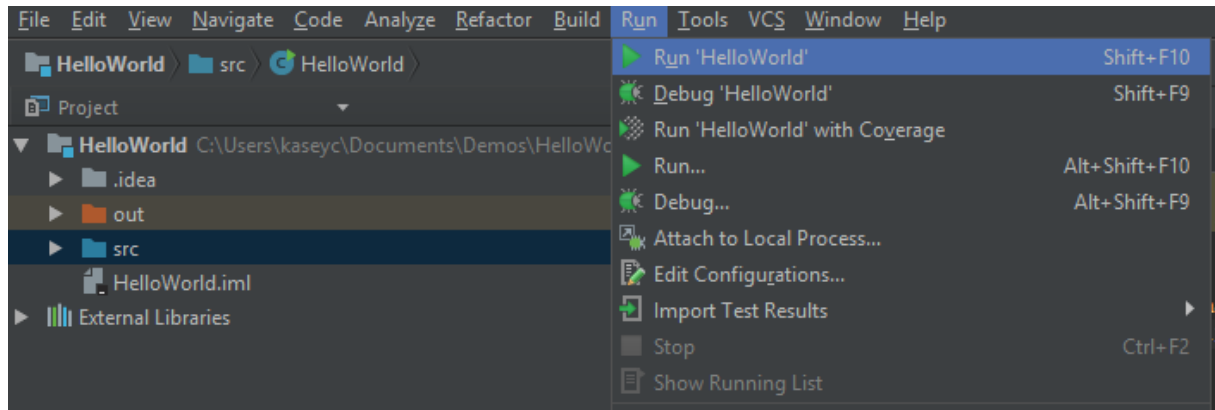 File Edit View Navigate Code Analyze Refactor Build Run Tools VCS Window Help
HelloWorld src HelloWorld
Project
HelloWorld C:\Users\kaseyc\Documents\Demos\HelloWo
.idea
out
src
HelloWorld.iml
External Libraries
Run 'HelloWorld' Shift+F10
Debug 'HelloWorld' Shift+F9
Run 'HelloWorld' with Coverage
Run... Alt+Shift+F10
Debug... Alt+Shift+F9
Attach to Local Process...
Edit Configurations...
Import Test Results
Stop Ctrl+F2
Show Running List